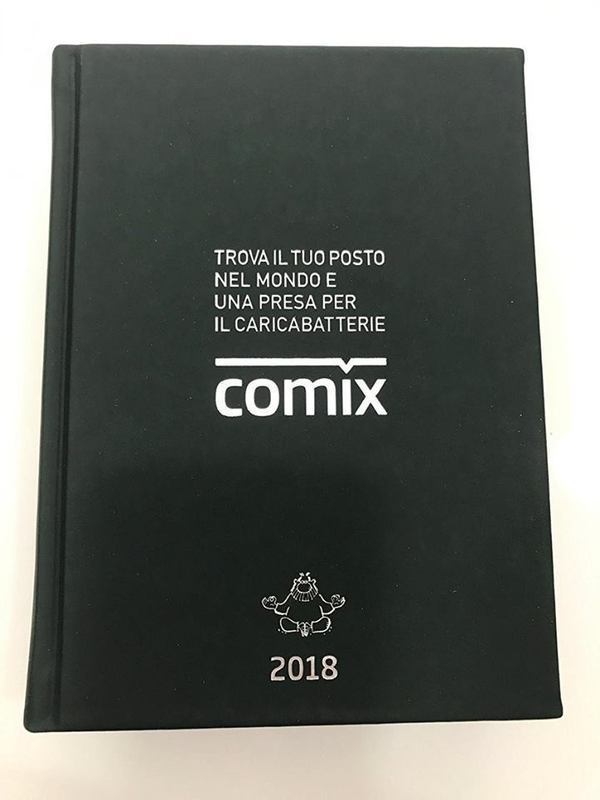 TROVA IL TUO POSTO
NEL MONDO E
UNA PRESA PER
IL CARICABATTERIE
comix
2018